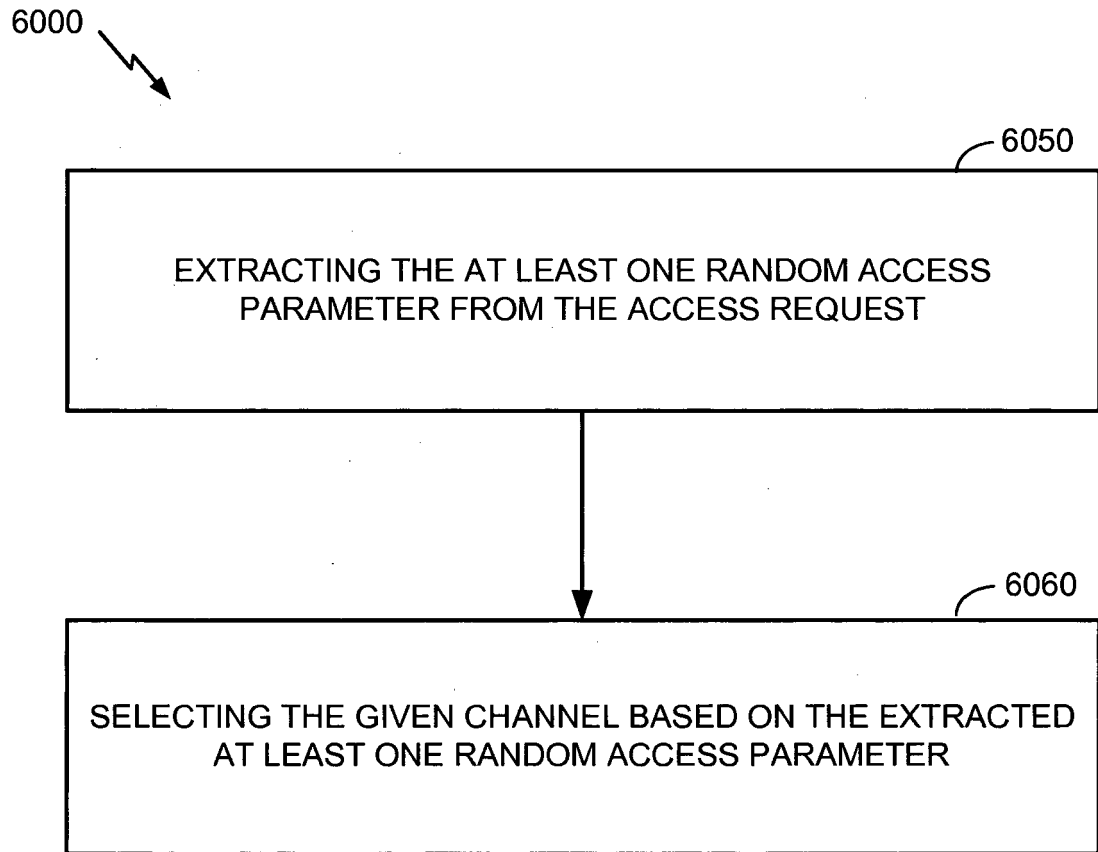 6000
6050
EXTRACTING THE AT LEAST ONE RANDOM ACCESS
PARAMETER FROM THE ACCESS REQUEST
6060
SELECTING THE GIVEN CHANNEL BASED ON THE EXTRACTED
AT LEAST ONE RANDOM ACCESS PARAMETER